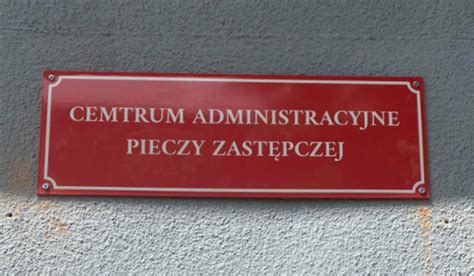 CEMTRUM ADMINISTRACYJNE
PIECZY ZASTĘPCZEJ